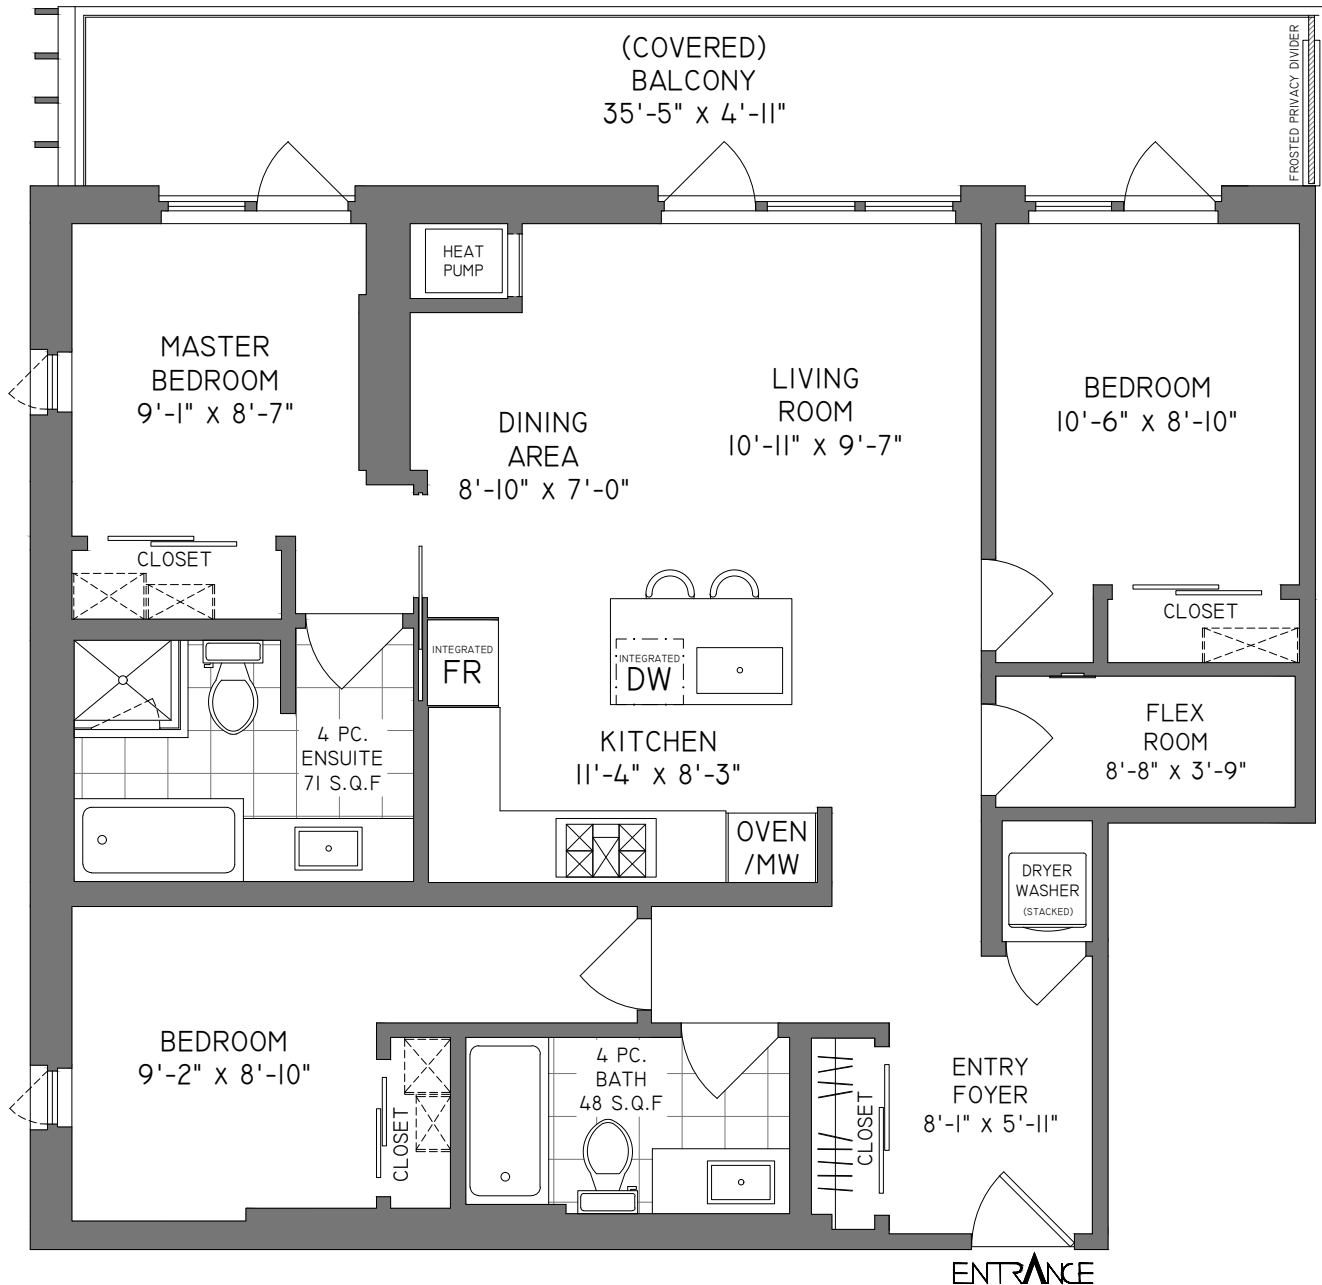 (COVERED)
BALCONY
35'-5" X 4'-11"
FROSTED PRIVACY DIVIDER
HEAT
PUMP
MASTER
BEDROOM
9'-1" X 8'-7"
DINING
AREA
8'-10" X 7'-0"
LIVING
ROOM
10'-11" X 9'-7"
BEDROOM
10'-6" X 8'-10"
CLOSET
CLOSET
INTEGRATED
FR
INTEGRATED
DW
4 PC.
ENSUITE
71 S.Q.F
KITCHEN
11'-4" X 8'-3"
FLEX
ROOM
8'-8" X 3'-9"
OVEN
/MW
DRYER
WASHER
(STACKED)
BEDROOM
9'-2" X 8'-10"
CLOSET
4 PC.
BATH
48 S.Q.F
CLOSET
ENTRY
FOYER
8'-1" X 5'-11"
ENTRANCE